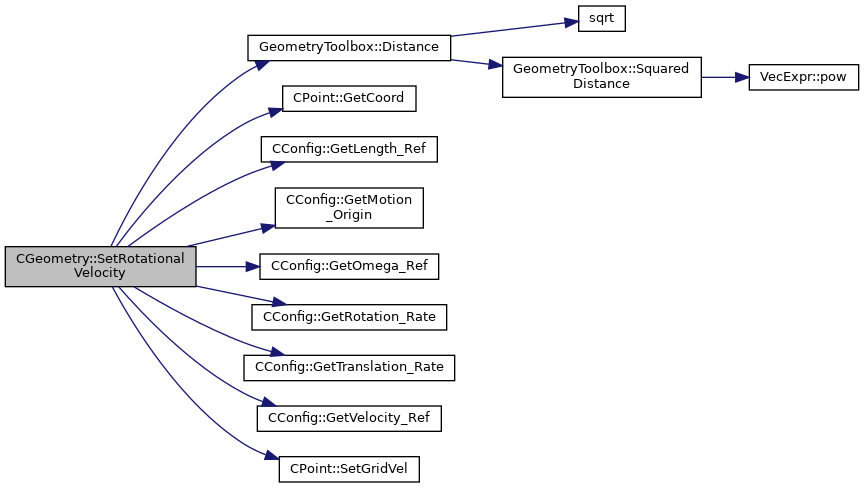 CGeometry::SetRotational
Velocity
GeometryToolbox::Distance
sqrt
GeometryToolbox::Squared
Distance
VecExpr::pow
CPoint::GetCoord
CConfig::GetLength_Ref
CConfig::GetMotion
_Origin
CConfig::GetOmega_Ref
CConfig::GetRotation_Rate
CConfig::GetTranslation_Rate
CConfig::GetVelocity_Ref
CPoint::SetGridVel